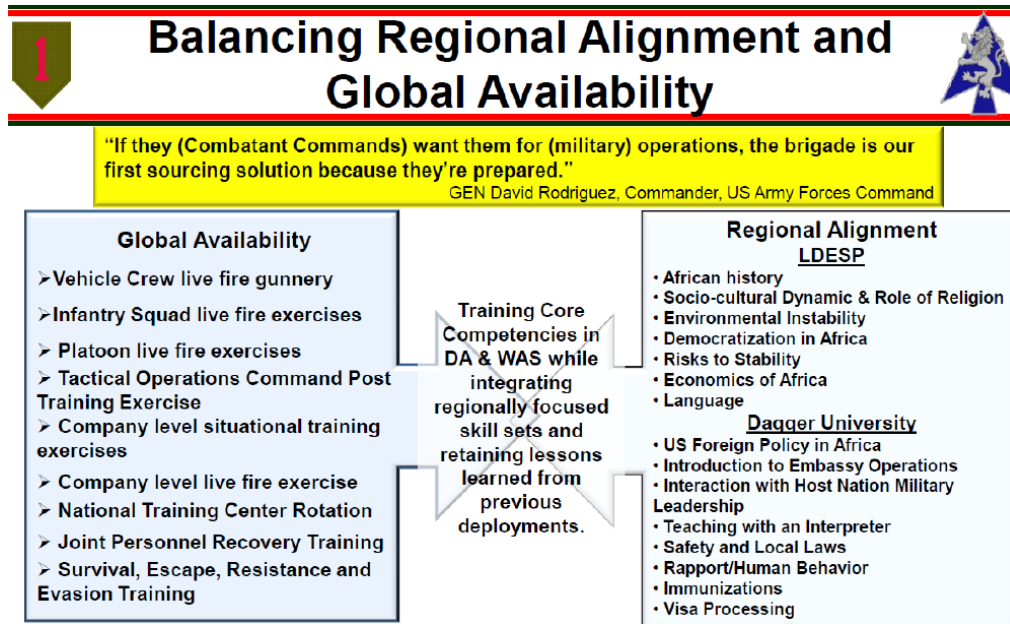 1
Balancing Regional Alignment and
Global Availability
“If they (Combatant Commands) want them for (military) operations, the brigade is our
first sourcing solution because they’re prepared.”
GEN David Rodriguez, Commander, US Army Forces Command
Global Availability
➢Vehicle Crew live fire gunnery
➢Infantry Squad live fire exercises
➢ Platoon live fire exercises
➢ Tactical Operations Command Post
Training Exercise
➢ Company level situational training
exercises
➢ Company level live fire exercise
➢ National Training Center Rotation
➢ Joint Personnel Recovery Training
➢ Survival, Escape, Resistance and
Evasion Training
Training Core
Competencies in
DA & WAS while
integrating
regionally focused
skill sets and
retaining lessons
learned from
previous
deployments.
Regional Alignment
LDESP
• African history
• Socio-cultural Dynamic & Role of Religion
• Environmental Instability
• Democratization in Africa
• Risks to Stability
• Economics of Africa
• Language
Dagger University
• US Foreign Policy in Africa
• Introduction to Embassy Operations
• Interaction with Host Nation Military
Leadership
• Teaching with an Interpreter
• Safety and Local Laws
• Rapport/Human Behavior
• Immunizations
• Visa Processing